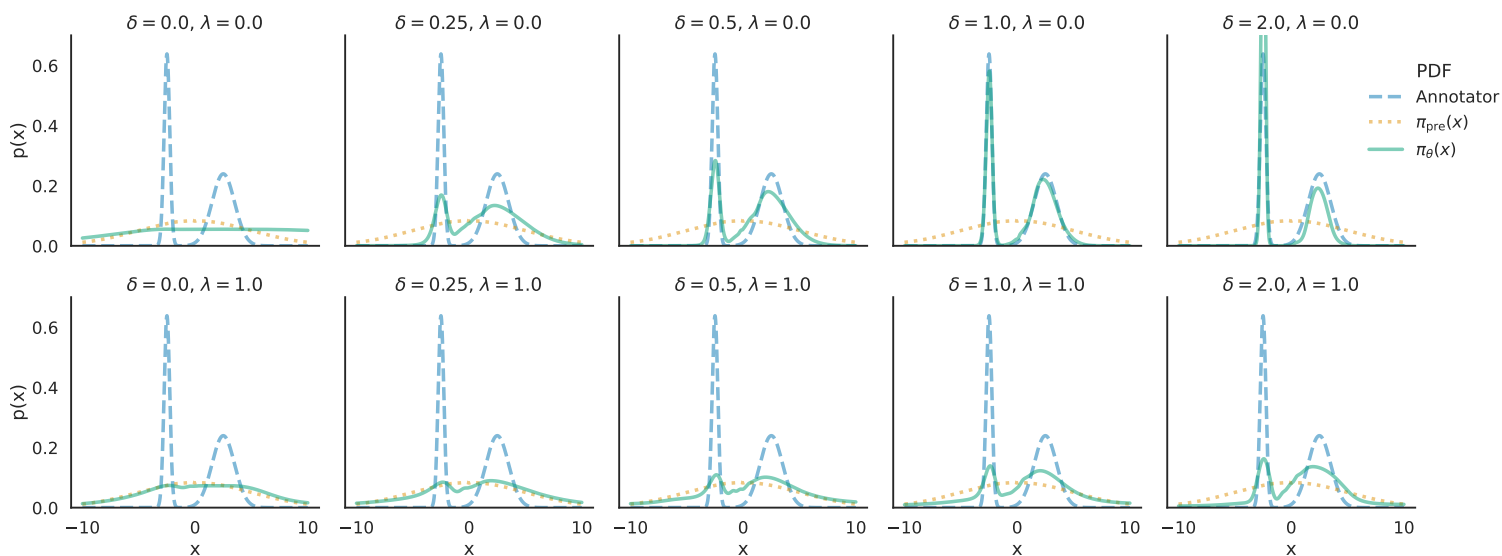 δ = 0.0, λ = 0.0
δ = 0.25, λ = 0.0
δ = 0.5, λ = 0.0
δ = 1.0, λ = 0.0
δ = 2.0, λ = 0.0
p(x)
0.6
0.4
0.2
0.0
PDF
Annotator
π_pre(x)
π_θ(x)
δ = 0.0, λ = 1.0
δ = 0.25, λ = 1.0
δ = 0.5, λ = 1.0
δ = 1.0, λ = 1.0
δ = 2.0, λ = 1.0
p(x)
0.6
0.4
0.2
0.0
−10 0 10
−10 0 10
−10 0 10
−10 0 10
−10 0 10
x
x
x
x
x